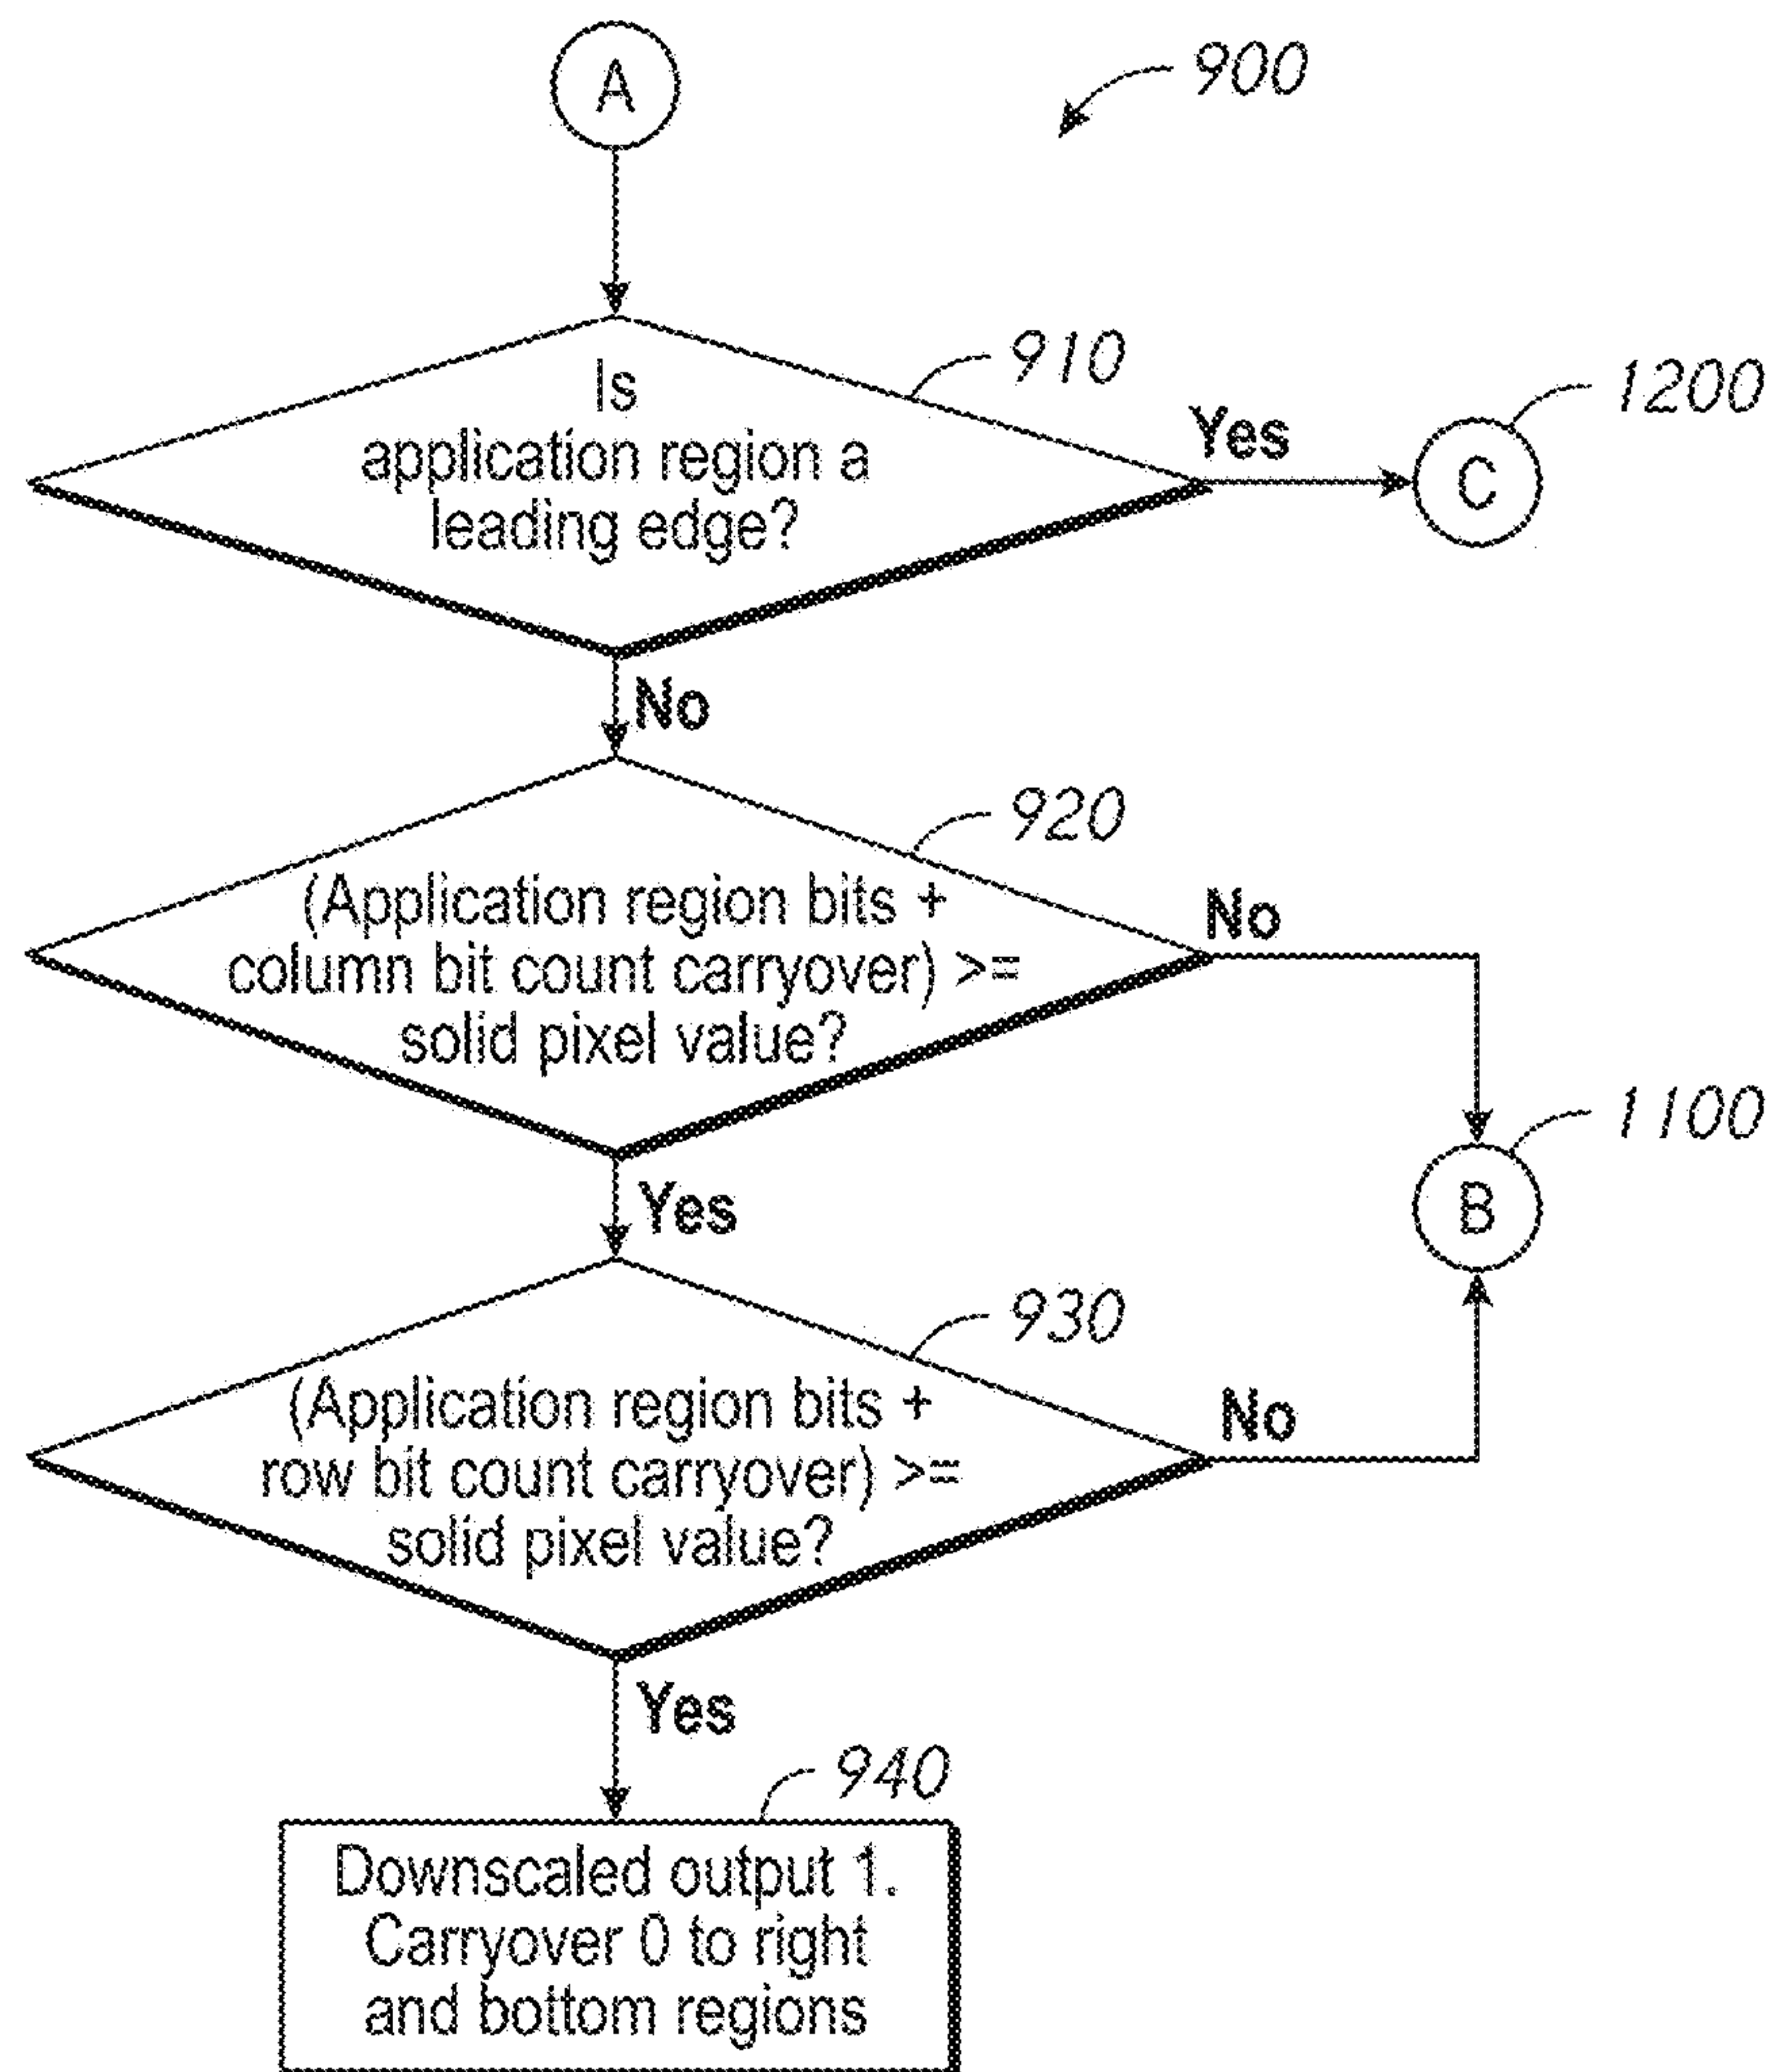 A
900
Is
application region a
leading edge?
910
Yes
C
1200
No
(Application region bits +
column bit count carryover) >=
solid pixel value?
920
No
B
1100
Yes
(Application region bits +
row bit count carryover) >=
solid pixel value?
930
No
Yes
940
Downscaled output 1.
Carryover 0 to right
and bottom regions